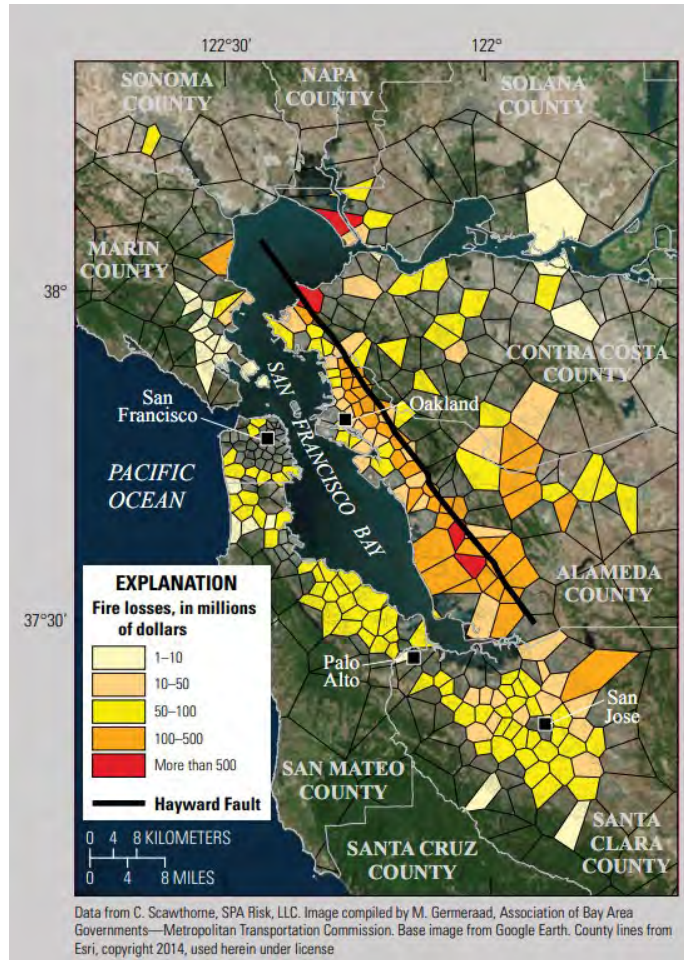 122°30' 122°
SONOMA
COUNTY
NAPA
COUNTY
SOLANA
COUNTY
MARIN
COUNTY
38°
CONTRA COSTA
COUNTY
San
Francisco
SAN FRANCISCO BAY
Oakland
PACIFIC
OCEAN
ALAMEDA
COUNTY
37°30'
Palo
Alto
San
Jose
SAN MATEO
COUNTY
SANTA CRUZ
COUNTY
SANTA
CLARA
COUNTY
EXPLANATION
Fire losses, in millions
of dollars
1–10
10–50
50–100
100–500
More than 500
Hayward Fault
0 4 8 KILOMETERS
0 4 8 MILES
Data from C. Scawthorne, SPA Risk, LLC. Image compiled by M. Germeraad, Association of Bay Area
Governments—Metropolitan Transportation Commission. Base image from Google Earth. County lines from
Esri, copyright 2014, used herein under license